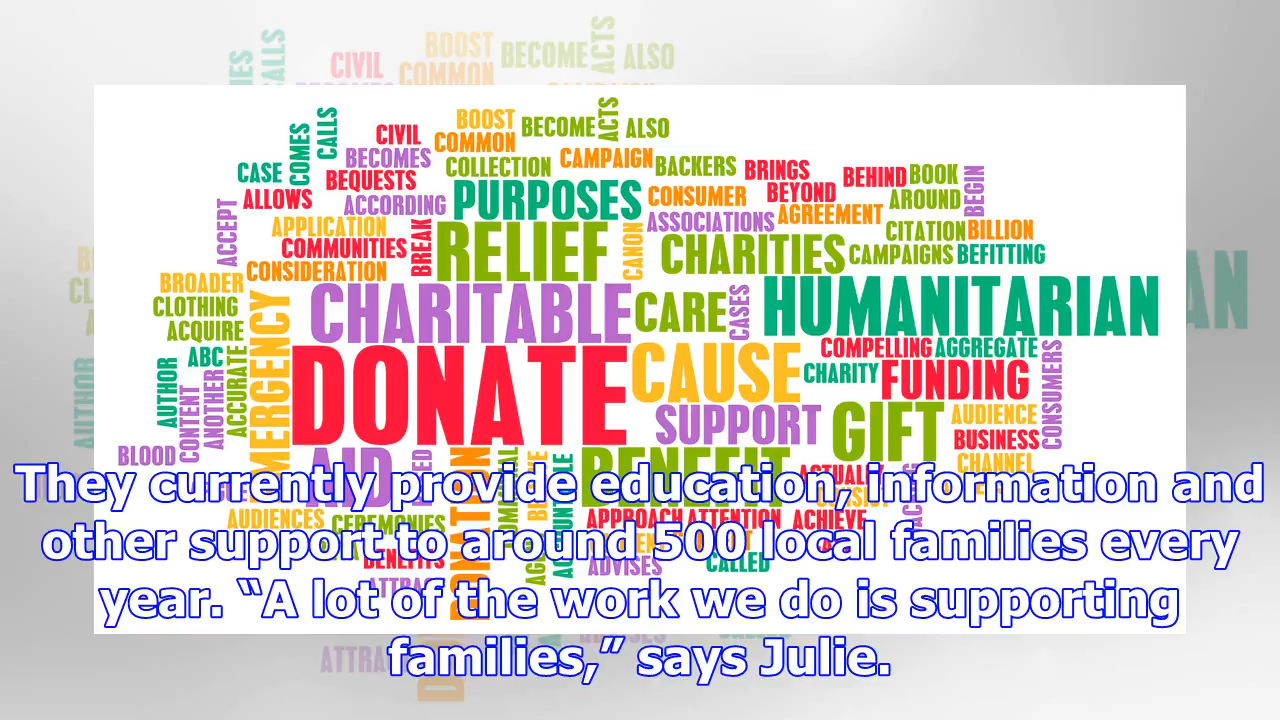 BOOST
BECOME
ACTS
ALSO
CIVIL
COMMON
CALLS
COMES
BECOMES
COLLECTION
CAMPAIGN
BACKERS
BRINGS
BEHIND
BOOK
CASE
BEQUESTS
PURPOSES
CONSUMER
BEYOND
AROUND
BEGIN
ALLOWS
ACCORDING
ASSOCIATIONS
AGREEMENT
ACCEPT
APPLICATION
BREAK
RELIEF
CANON
CHARITIES
CITATION
BILLION
COMMUNITIES
CAMPAIGNS
BEFITTING
BROADER
CONSIDERATION
CLOTHING
EMERGENCY
CHARITABLE
CARE
CASES
HUMANITARIAN
ACQUIRE
ABC
DONATE
CAUSE
COMPELLING
AGGREGATE
CONSUMERS
AUTHOR
CONTENT
ANOTHER
ACCURATE
CHARITY
FUNDING
SUPPORT
GIFT
AUDIENCE
BUSINESS
BLOOD
AID
BENEFIT
CHANNEL
ACTUALLY
AUDIENCES
CEREMONIES
DONATION
APPROACH
ATTENTION
ACHIEVE
BENEFITS
ADVISES
CALLED
They currently provide education, information and
other support to around 500 local families every
year. “A lot of the work we do is supporting
families,” says Julie.